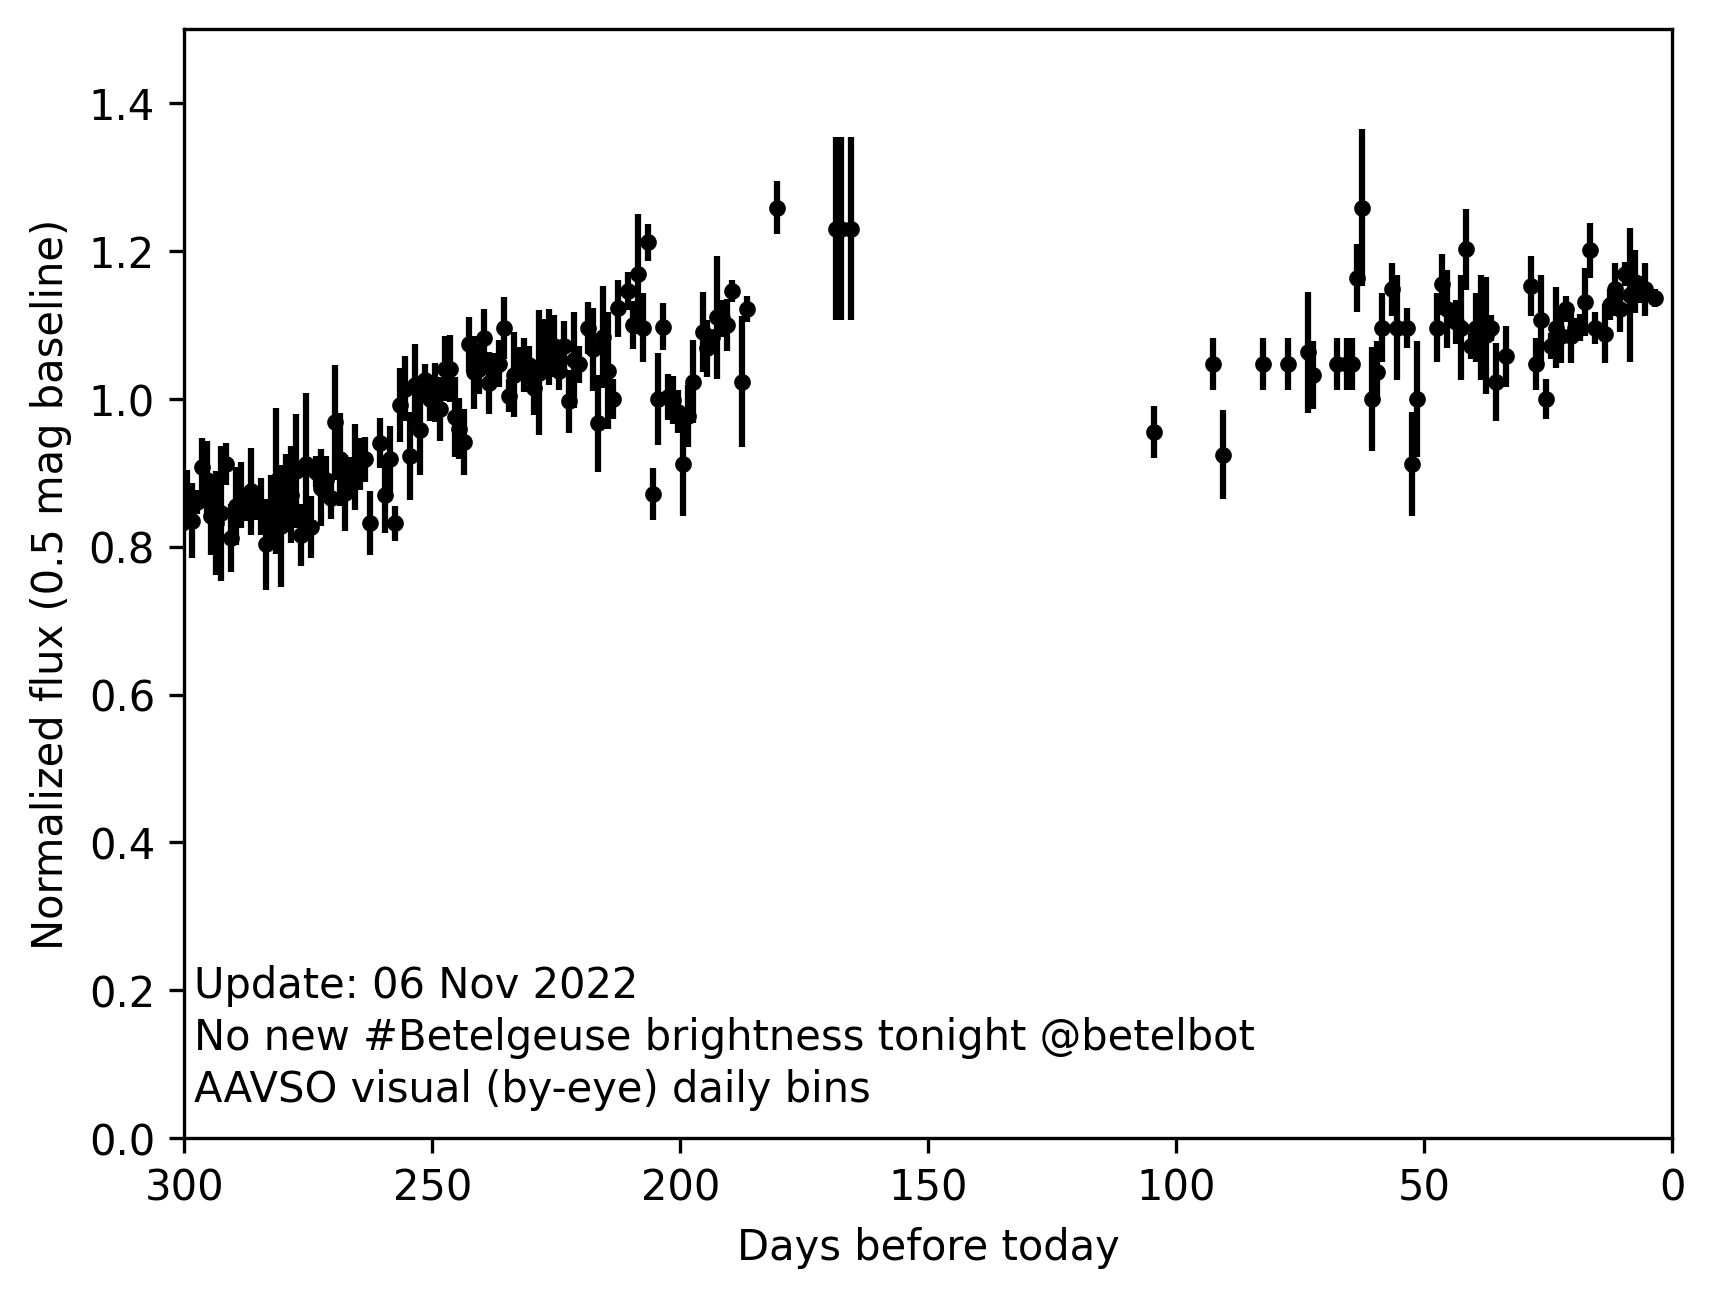 1.4
1.2
1.0
0.8
0.6
0.4
0.2
0.0
Normalized flux (0.5 mag baseline)
Update: 06 Nov 2022
No new #Betelgeuse brightness tonight @betelbot
AAVSO visual (by-eye) daily bins
300 250 200 150 100 50 0
Days before today